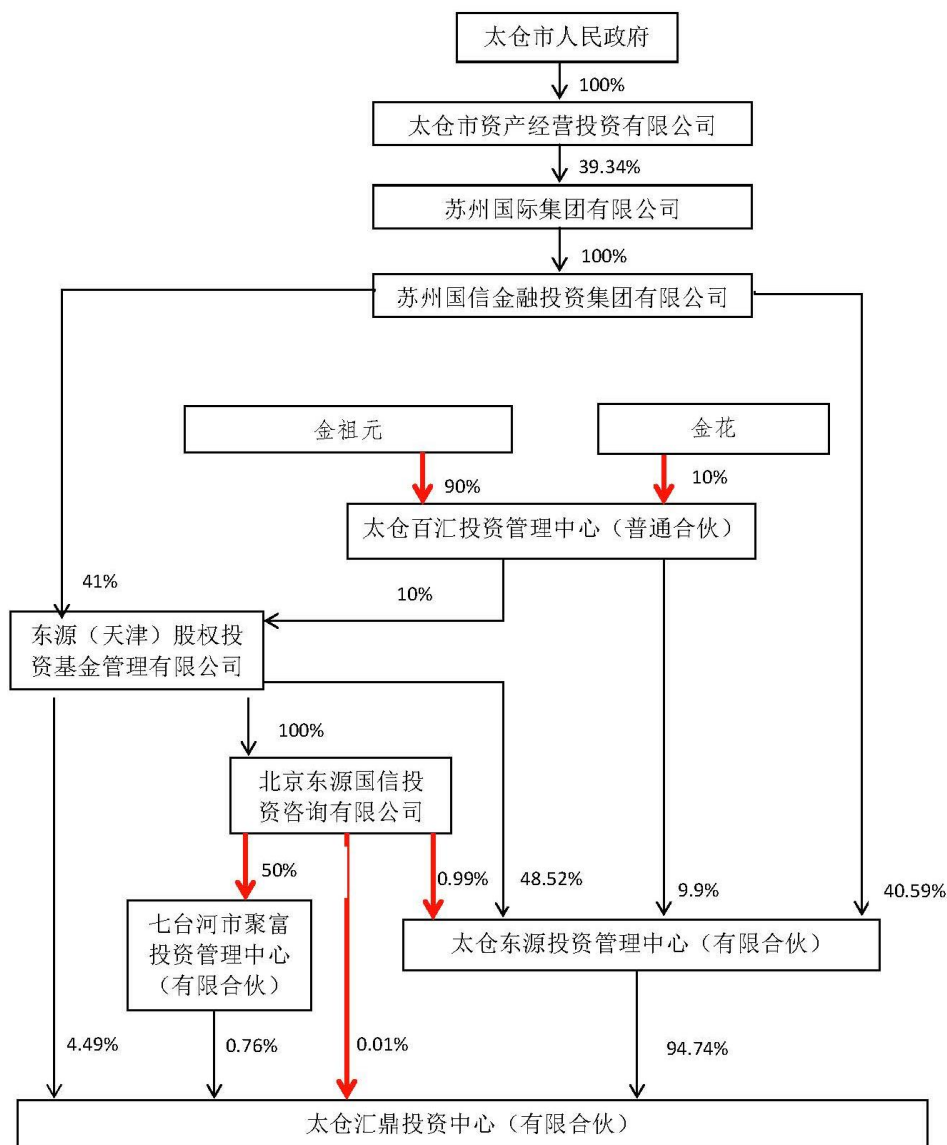 太仓市人民政府
100%
太仓市资产经营投资有限公司
39.34%
苏州国际集团有限公司
100%
苏州国信金融投资集团有限公司
金祖元
金花
90%
10%
太仓百汇投资管理中心（普通合伙）
41%
10%
东源（天津）股权投
资基金管理有限公司
100%
北京东源国信投
资咨询有限公司
50%
0.99%
48.52%
9.9%
40.59%
七台河市聚富
投资管理中心
（有限合伙）
太仓东源投资管理中心（有限合伙）
4.49%
0.76%
0.01%
94.74%
太仓汇鼎投资中心（有限合伙）